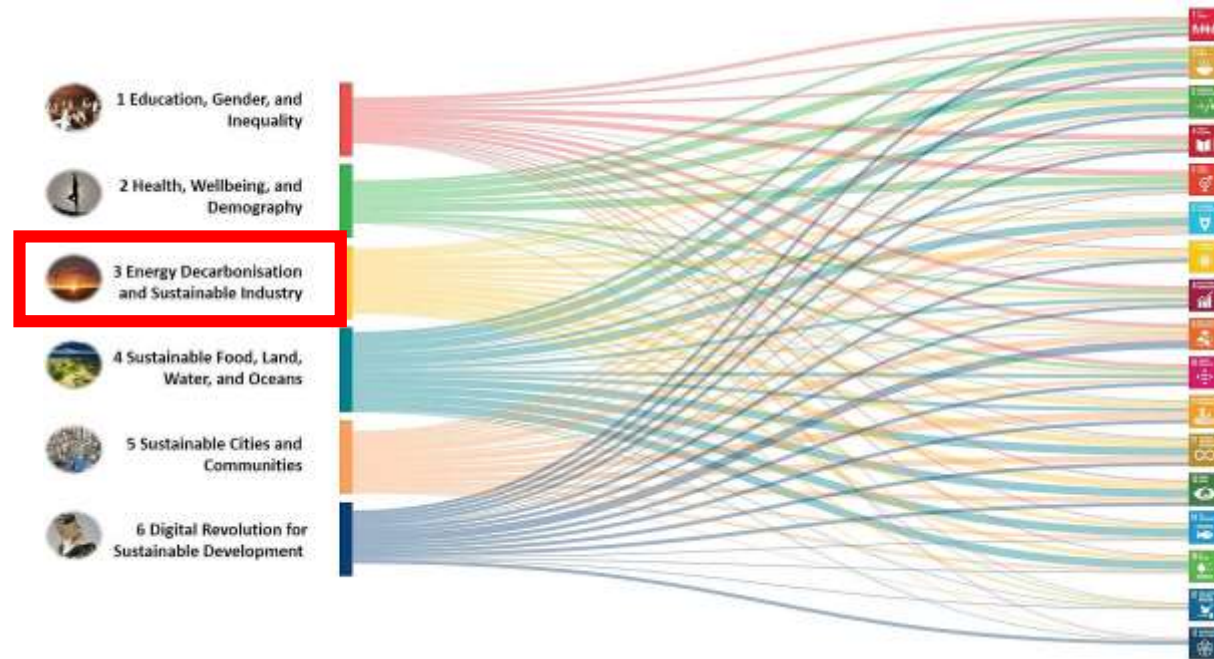 1 Education, Gender, and
Inequality
2 Health, Wellbeing, and
Demography
3 Energy Decarbonisation
and Sustainable Industry
4 Sustainable Food, Land,
Water, and Oceans
5 Sustainable Cities and
Communities
6 Digital Revolution for
Sustainable Development